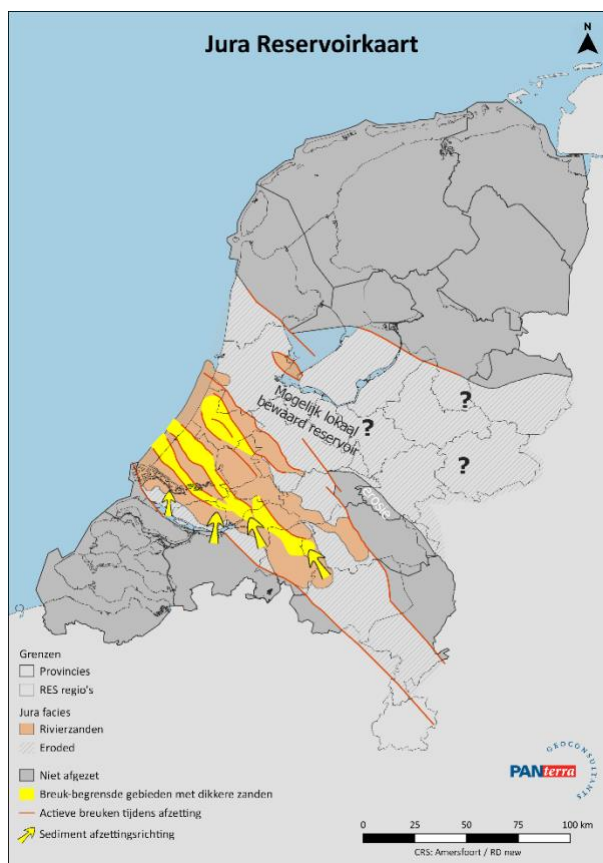 Jura Reservoirkaart
N
Mogelijk lokaal
bewaard reservoir
?
?
?
erosie
Grenzen
Provincies
RES regio's
Jura facies
Rivierzanden
Eroded
Niet afgezet
Breuk-begrensde gebieden met dikkere zanden
Actieve breuken tijdens afzetting
Sediment afzettingsrichting
PANterra
GEOCONSULTANTS
0 25 50 75 100 km
CRS: Amersfoort / RD new